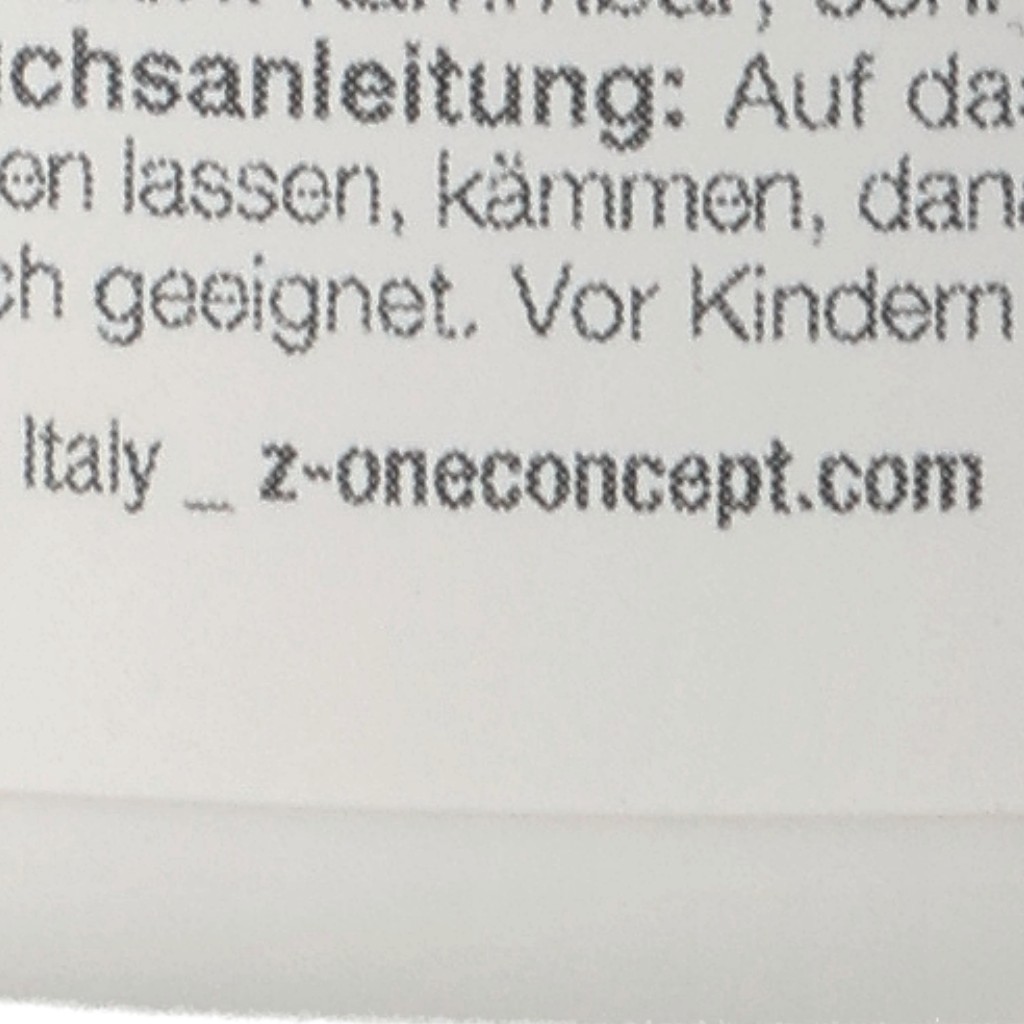 chsanleitung: Auf da
en lassen, kämmen, dan
ch geeignet. Vor Kindern
Italy _ z-oneconcept.com